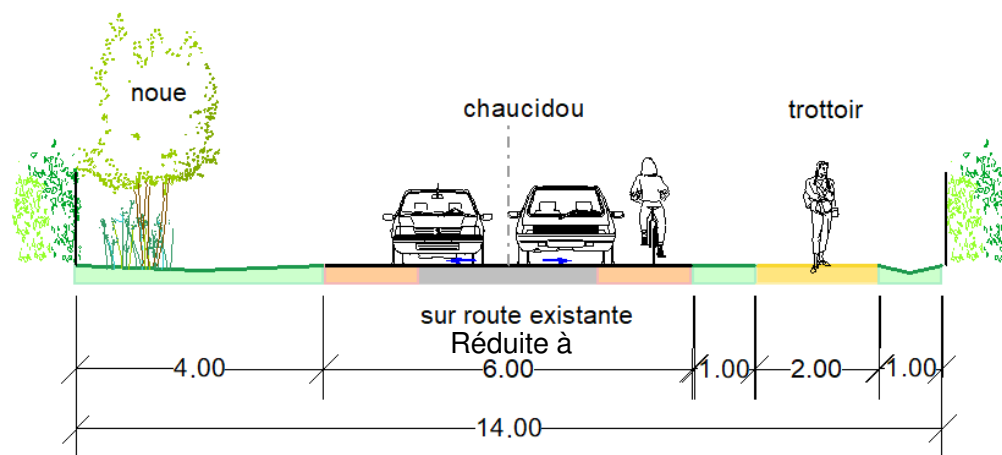 noue
chaucidou
trottoir
sur route existante
Réduite à
4.00
6.00
1.00
2.00
1.00
14.00